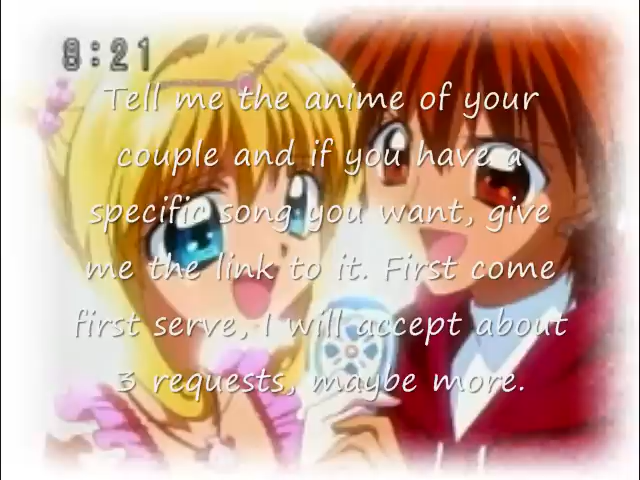 8:21
Tell me the anime of your
couple and if you have a
specific song you want, give
me the link to it. First come
first serve, I will accept about
3 requests, maybe more.